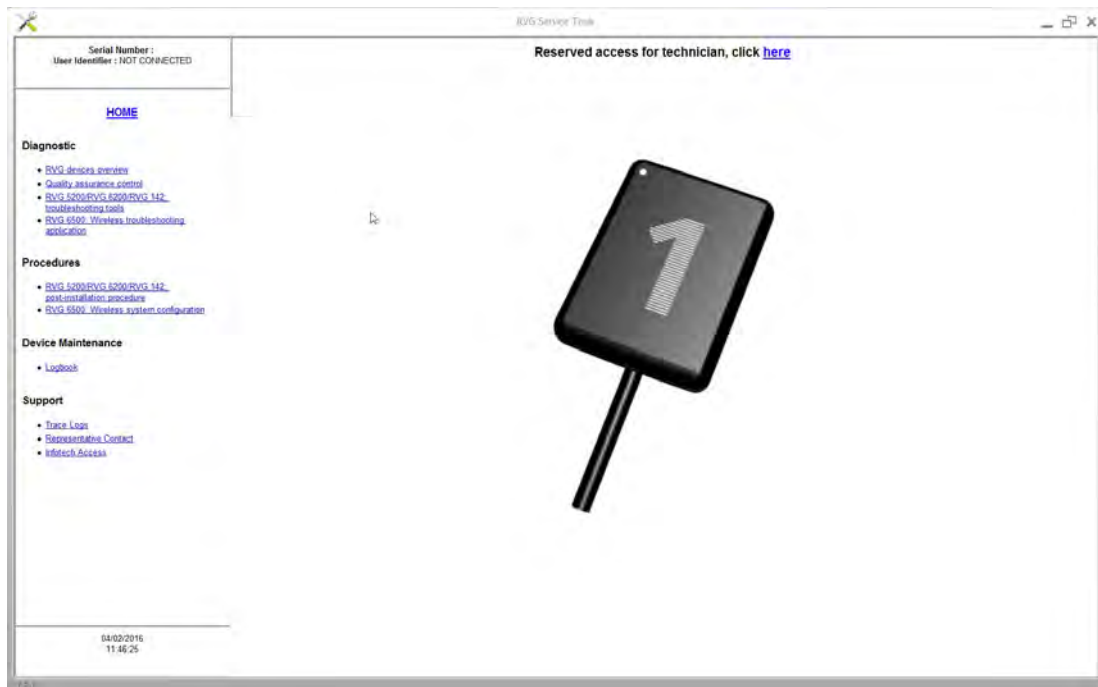 RVG Service Tools
Serial Number :
User Identifier : NOT CONNECTED
Reserved access for technician, click here
HOME
Diagnostic
• RVG devices overview
• Quality assurance control
• RVG 5200/RVG 6200/RVG 142:
troubleshooting tools
• RVG 6500: Wireless troubleshooting
application
Procedures
• RVG 5200/RVG 6200/RVG 142:
post-installation procedure
• RVG 6500: Wireless system configuration
Device Maintenance
• Logbook
Support
• Trace Logs
• Representative Contact
• Infotech Access
1
04/02/2016
11:46:25